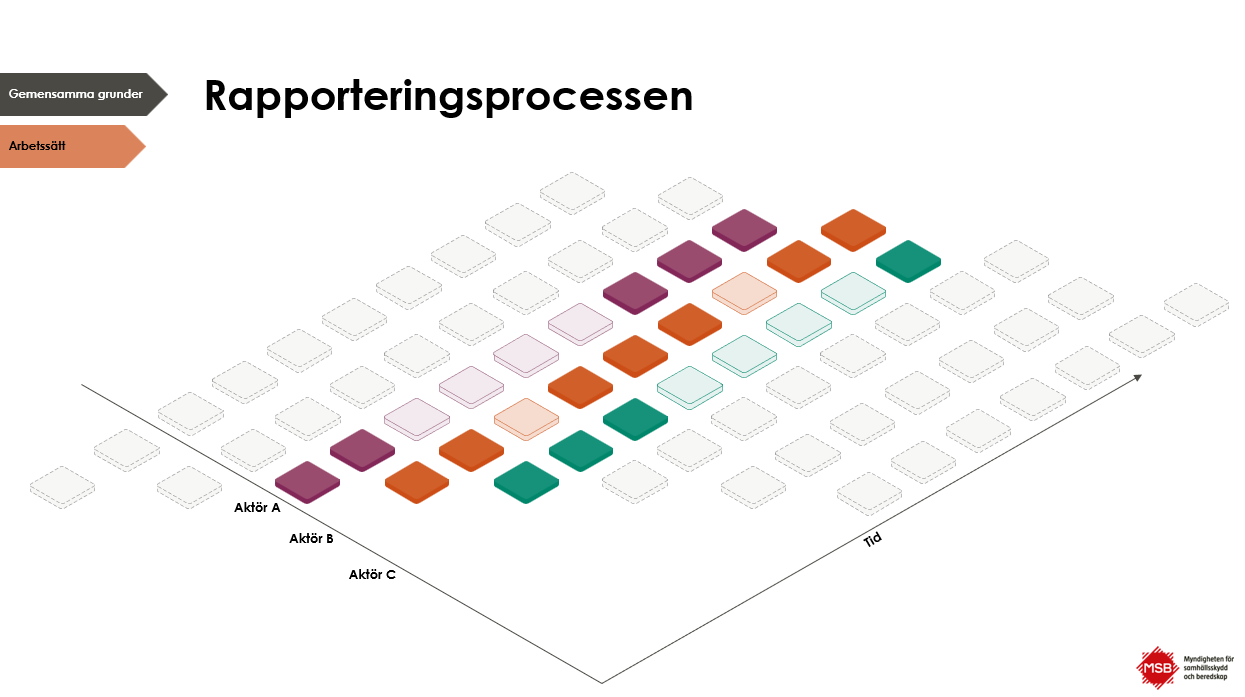 Gemensamma grunder
Rapporteringsprocessen
Arbetssätt
Aktör A
Aktör B
Aktör C
Tid
MSB
Myndigheten för
samhällsskydd
och beredskap